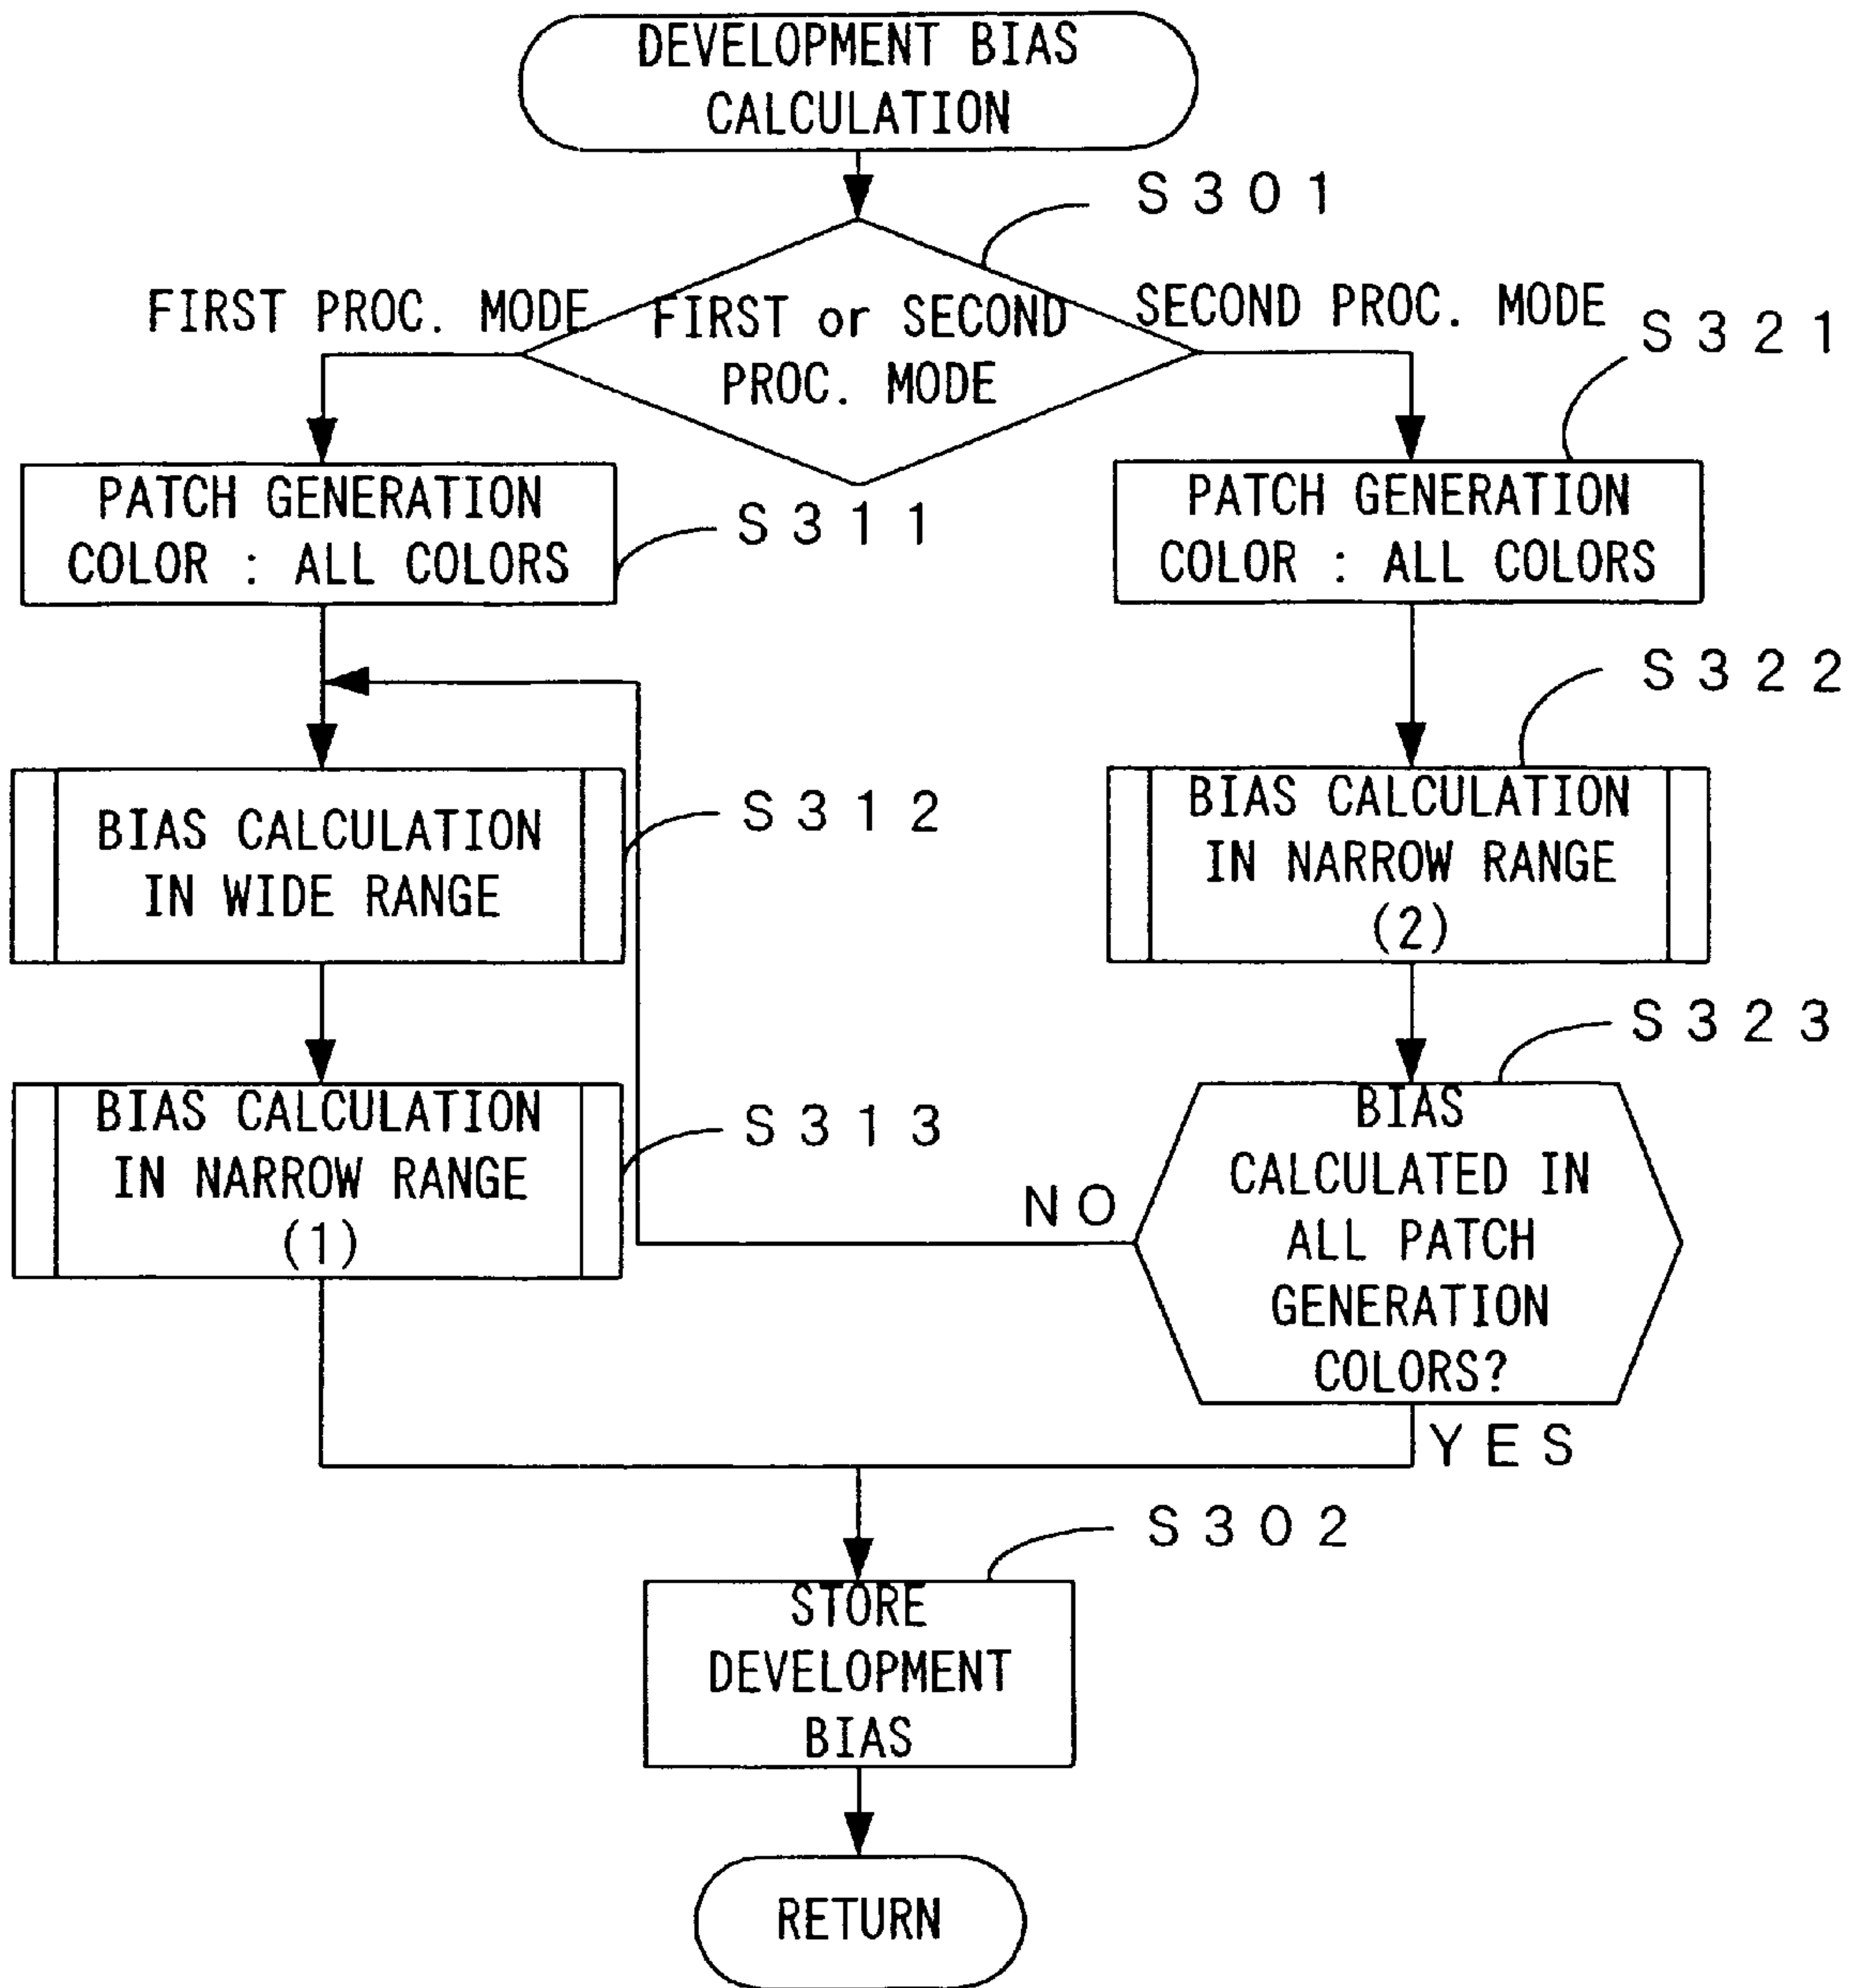 DEVELOPMENT BIAS
CALCULATION
S301
FIRST PROC. MODE
FIRST or SECOND
PROC. MODE
SECOND PROC. MODE
S321
PATCH GENERATION
COLOR : ALL COLORS
S311
PATCH GENERATION
COLOR : ALL COLORS
S322
BIAS CALCULATION
IN WIDE RANGE
S312
BIAS CALCULATION
IN NARROW RANGE
(2)
S323
BIAS CALCULATION
IN NARROW RANGE
(1)
S313
NO
BIAS
CALCULATED IN
ALL PATCH
GENERATION
COLORS?
YES
S302
STORE
DEVELOPMENT
BIAS
RETURN